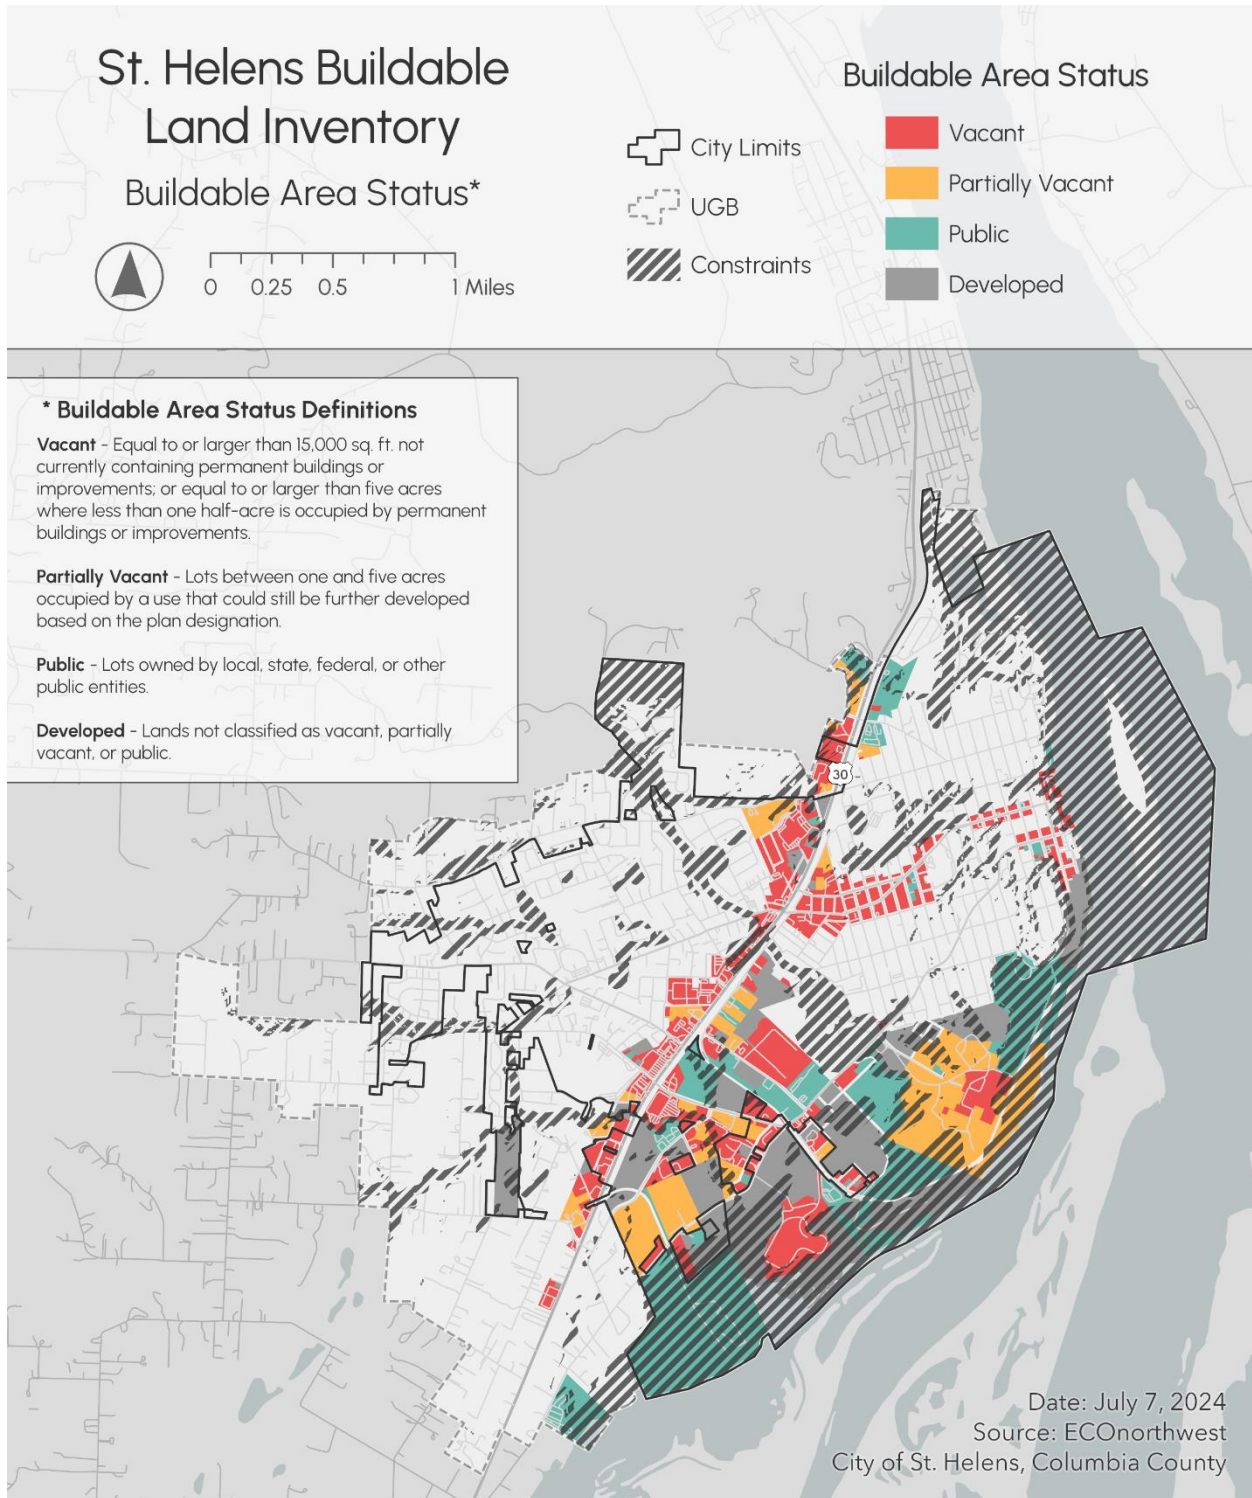 St. Helens Buildable
Land Inventory
Buildable Area Status*
0 0.25 0.5 1 Miles
City Limits
UGB
Constraints
Buildable Area Status
Vacant
Partially Vacant
Public
Developed
* Buildable Area Status Definitions
Vacant - Equal to or larger than 15,000 sq. ft. not
currently containing permanent buildings or
improvements; or equal to or larger than five acres
where less than one half-acre is occupied by permanent
buildings or improvements.
Partially Vacant - Lots between one and five acres
occupied by a use that could still be further developed
based on the plan designation.
Public - Lots owned by local, state, federal, or other
public entities.
Developed - Lands not classified as vacant, partially
vacant, or public.
30
Date: July 7, 2024
Source: ECOnorthwest
City of St. Helens, Columbia County